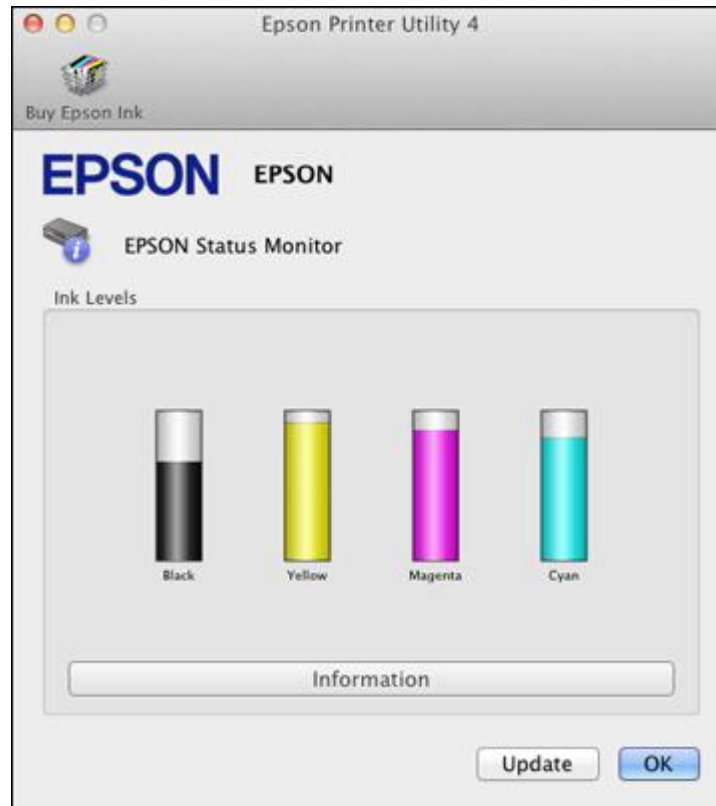 Epson Printer Utility 4
Buy Epson Ink
EPSON EPSON
EPSON Status Monitor
Ink Levels
Black Yellow Magenta Cyan
Information
Update OK